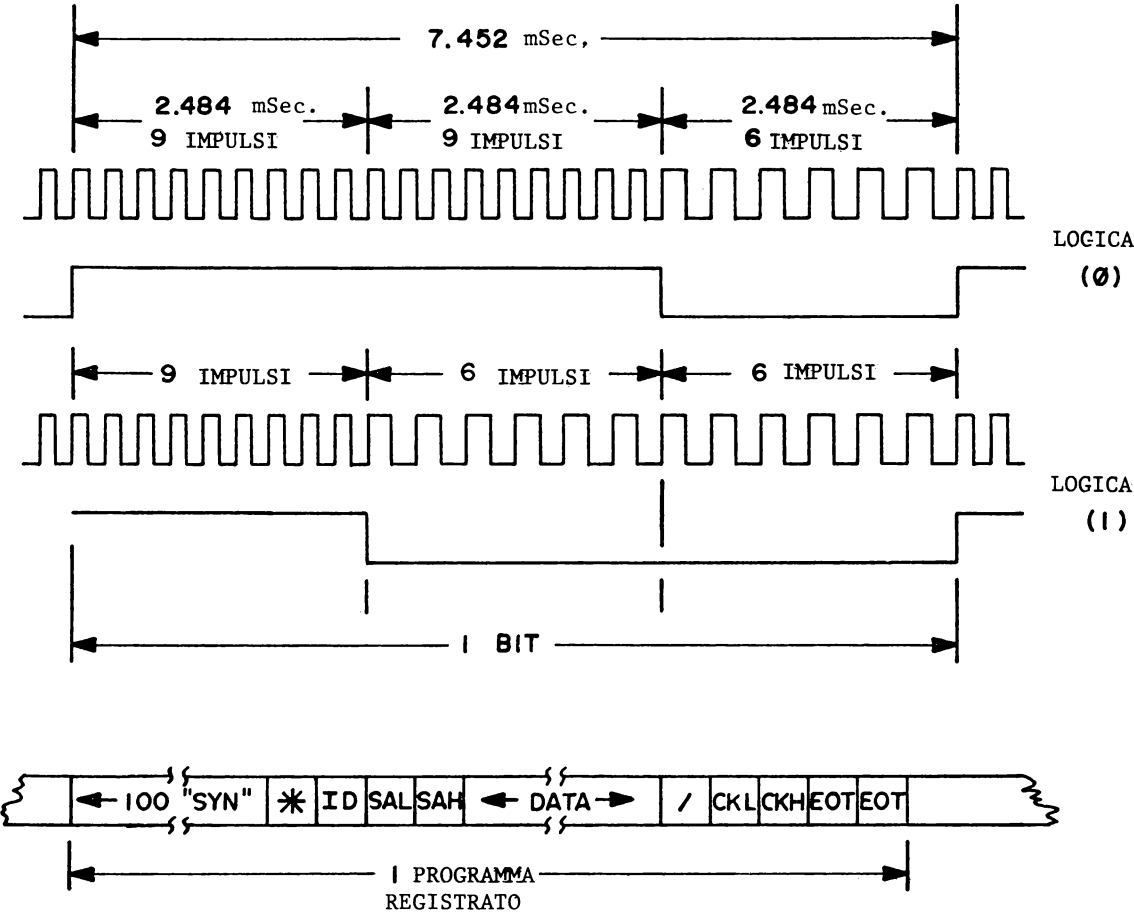 7.452 mSec,
2.484 mSec. 2.484 mSec. 2.484 mSec.
9 IMPULSI 9 IMPULSI 6 IMPULSI
LOGICA
(Ø)
9 IMPULSI 6 IMPULSI 6 IMPULSI
LOGICA
(1)
1 BIT
100 "SYN" * ID SAL SAH DATA / CKL CKH EOT EOT
1 PROGRAMMA
REGISTRATO